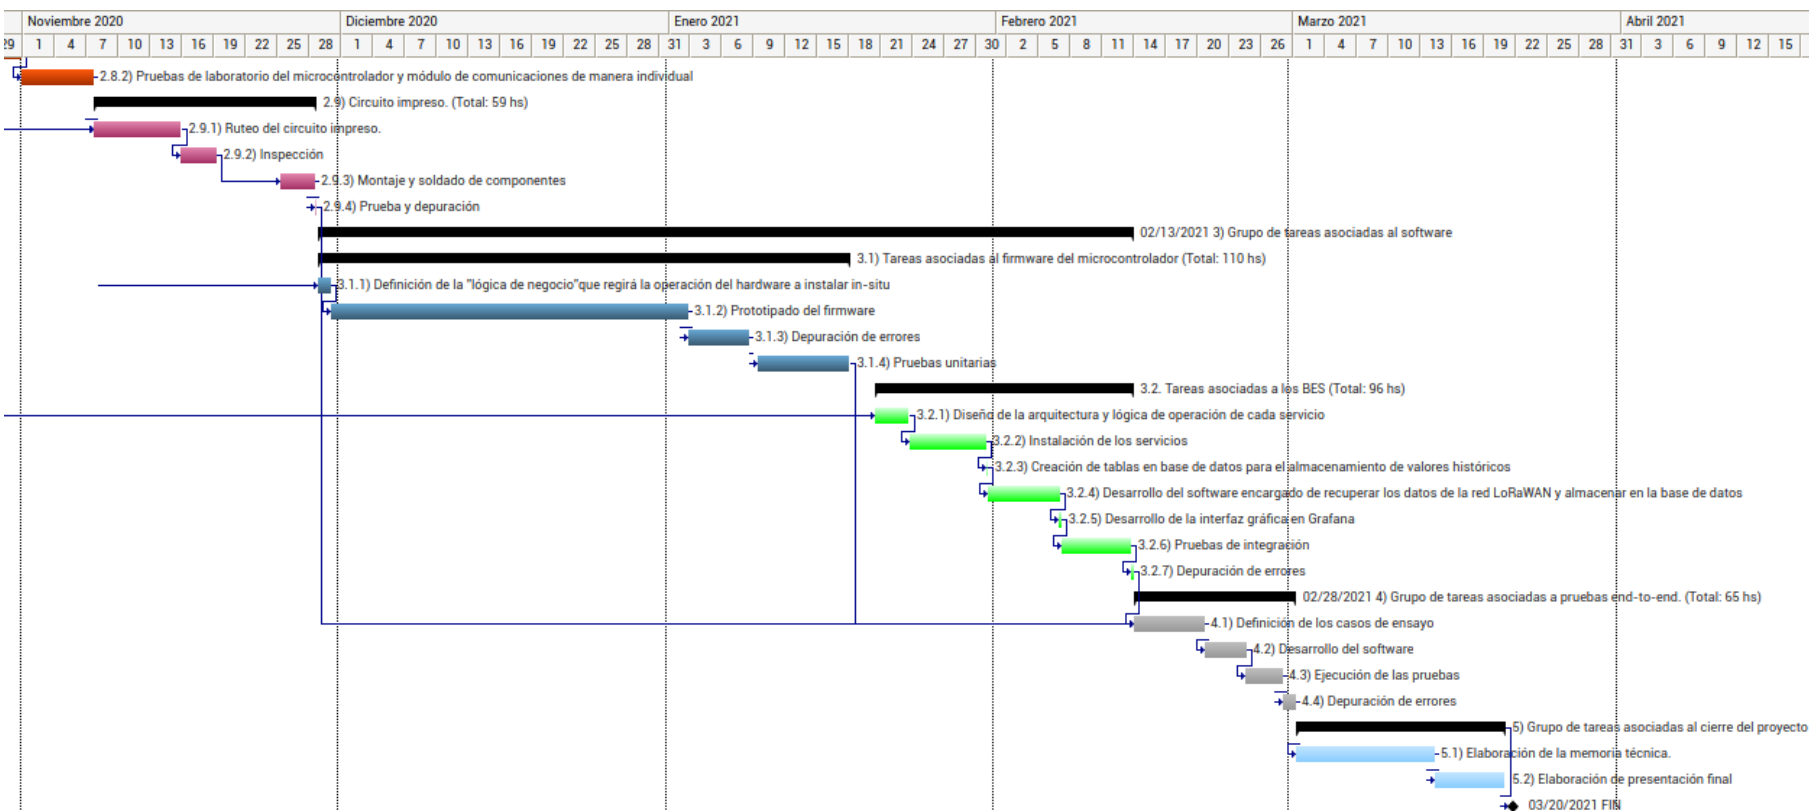 Noviembre 2020 Diciembre 2020 Enero 2021 Febrero 2021 Marzo 2021 Abril 2021
29 1 4 7 10 13 16 19 22 25 28 1 4 7 10 13 16 19 22 25 28 31 3 6 9 12 15 18 21 24 27 30 2 5 8 11 14 17 20 23 26 1 4 7 10 13 16 19 22 25 28 31 3 6 9 12 15
2.8.2) Pruebas de laboratorio del microcontrolador y módulo de comunicaciones de manera individual
2.9) Circuito impreso. (Total: 59 hs)
2.9.1) Ruteo del circuito impreso.
2.9.2) Inspección
2.9.3) Montaje y soldado de componentes
2.9.4) Prueba y depuración
02/13/2021 3) Grupo de tareas asociadas al software
3.1) Tareas asociadas al firmware del microcontrolador (Total: 110 hs)
3.1.1) Definición de la "lógica de negocio"que regirá la operación del hardware a instalar in-situ
3.1.2) Prototipado del firmware
3.1.3) Depuración de errores
3.1.4) Pruebas unitarias
3.2. Tareas asociadas a los BES (Total: 96 hs)
3.2.1) Diseño de la arquitectura y lógica de operación de cada servicio
3.2.2) Instalación de los servicios
3.2.3) Creación de tablas en base de datos para el almacenamiento de valores históricos
3.2.4) Desarrollo del software encargado de recuperar los datos de la red LoRaWAN y almacenar en la base de datos
3.2.5) Desarrollo de la interfaz gráfica en Grafana
3.2.6) Pruebas de integración
3.2.7) Depuración de errores
02/28/2021 4) Grupo de tareas asociadas a pruebas end-to-end. (Total: 65 hs)
4.1) Definición de los casos de ensayo
4.2) Desarrollo del software
4.3) Ejecución de las pruebas
4.4) Depuración de errores
5) Grupo de tareas asociadas al cierre del proyecto
5.1) Elaboración de la memoria técnica.
5.2) Elaboración de presentación final
03/20/2021 FIN